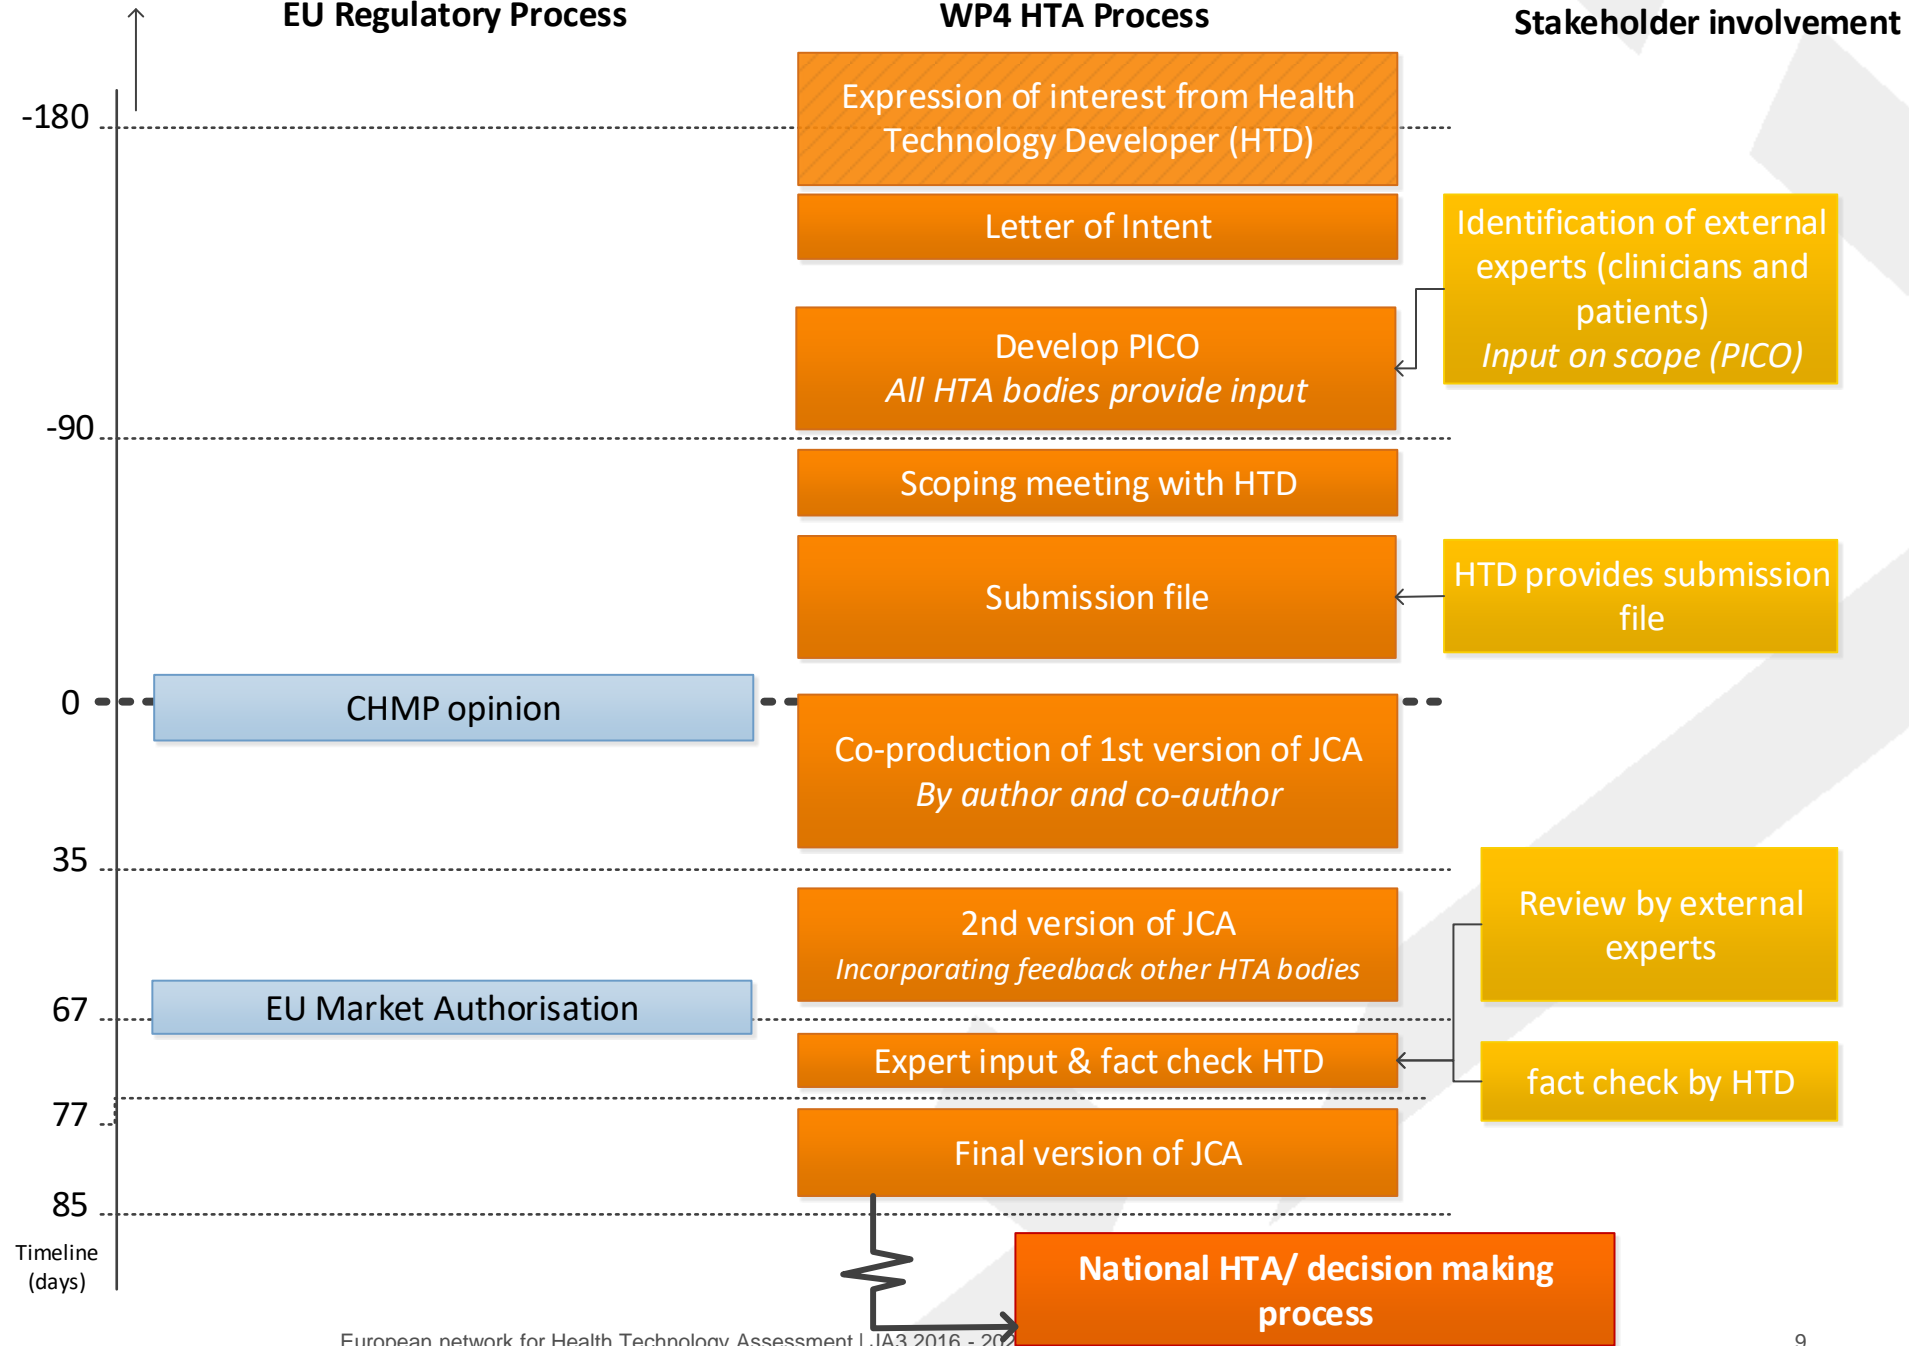 EU Regulatory Process
WP4 HTA Process
Stakeholder involvement
-180
Expression of interest from Health
Technology Developer (HTD)
Letter of Intent
Identification of external
experts (clinicians and
patients)
Input on scope (PICO)
Develop PICO
All HTA bodies provide input
-90
Scoping meeting with HTD
Submission file
HTD provides submission
file
0
CHMP opinion
Co-production of 1st version of JCA
By author and co-author
35
2nd version of JCA
Incorporating feedback other HTA bodies
Review by external
experts
67
EU Market Authorisation
Expert input & fact check HTD
fact check by HTD
77
Final version of JCA
85
Timeline
(days)
National HTA/ decision making
process
European network for Health Technology Assessment | JA3 2016 - 202
9